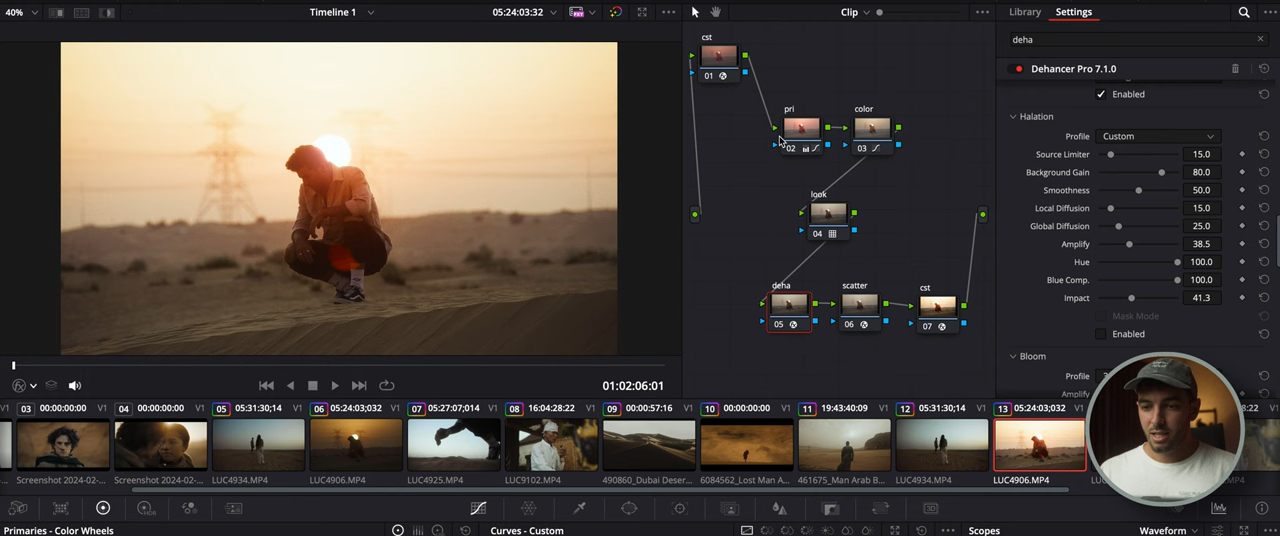 40%
Timeline 1
05:24:03:32
Clip
Library
Settings
deha
Dehancer Pro 7.1.0
Enabled
Halation
Profile
Custom
Source Limiter
15.0
Background Gain
80.0
Smoothness
50.0
Local Diffusion
15.0
Global Diffusion
25.0
Amplify
38.5
Hue
100.0
Blue Comp.
100.0
Impact
41.3
Mask Mode
Enabled
Bloom
Profile
Amplify
cst
01
pri
02
color
03
look
04
deha
05
scatter
06
cst
07
01:02:06:01
V1
03
00:00:00:00
V1
04
00:00:00:00
V1
05
05:31:30;14
V1
06
05:24:03;032
V1
07
05:27:07;014
V1
08
16:04:28:22
V1
09
00:00:57:16
V1
10
00:00:00:00
V1
11
19:43:40:09
V1
12
05:31:30;14
V1
13
05:24:03;032
V1
8:22
V1
Screenshot 2024-02-...
Screenshot 2024-02-...
LUC4934.MP4
LUC4906.MP4
LUC4925.MP4
LUC9102.MP4
490860_Dubai Deser...
6084562_Lost Man A...
461675_Man Arab B...
LUC4934.MP4
LUC4906.MP4
HDR
3D
Primaries - Color Wheels
Curves - Custom
Scopes
Waveform